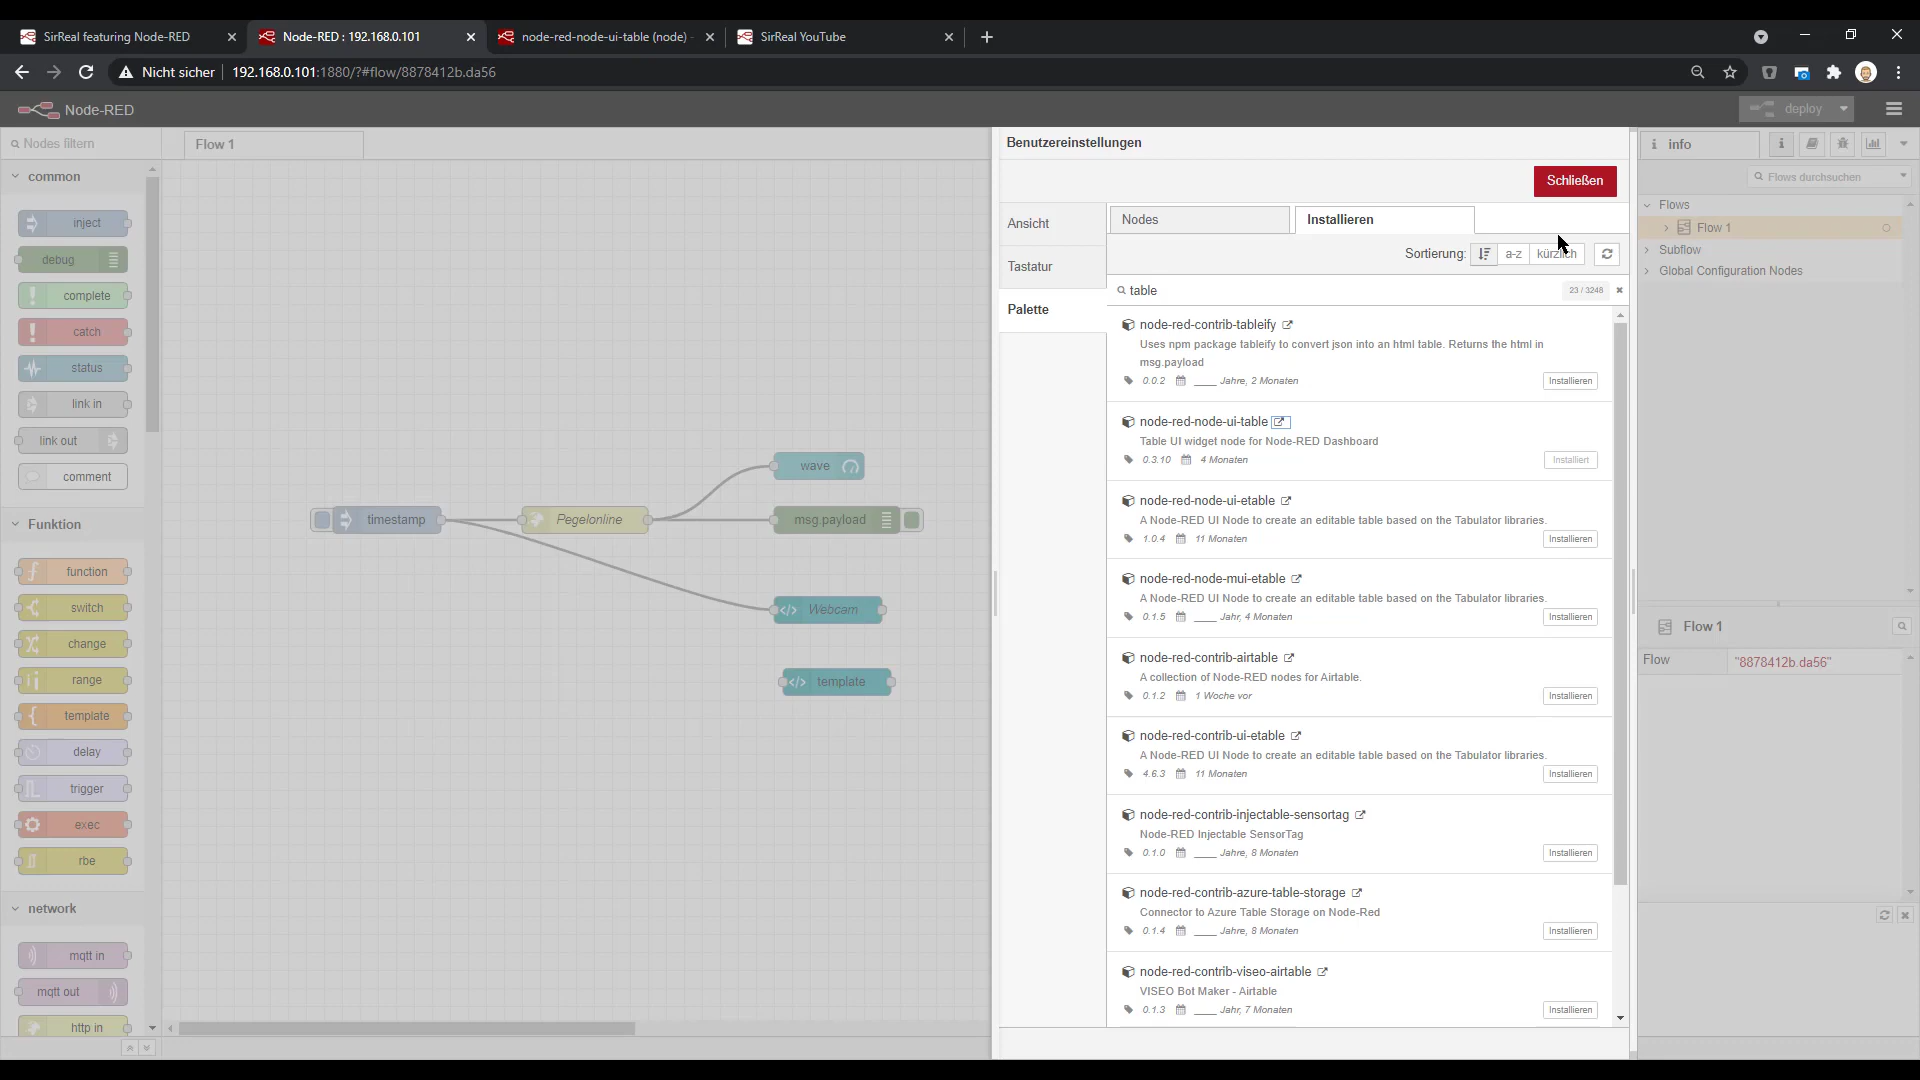 SirReal featuring Node-RED
Node-RED : 192.168.0.101
node-red-node-ui-table (node) -
SirReal YouTube
Nicht sicher
192.168.0.101:1880/?#flow/8878412b.da56
Node-RED
deploy
Nodes filtern
Flow 1
Benutzereinstellungen
Schließen
info
Flows durchsuchen
common
inject
debug
complete
catch
status
link in
link out
comment
Funktion
function
switch
change
range
template
delay
trigger
exec
rbe
network
mqtt in
mqtt out
http in
timestamp
Pegelonline
wave
msg.payload
Webcam
template
Ansicht
Tastatur
Palette
Nodes
Installieren
Sortierung:
a-z
kürzlich
table
23 / 3248
node-red-contrib-tableify
Uses npm package tableify to convert json into an html table. Returns the html in
msg.payload
0.0.2 ____ Jahre, 2 Monaten
Installieren
node-red-node-ui-table
Table UI widget node for Node-RED Dashboard
0.3.10 4 Monaten
Installiert
node-red-node-ui-etable
A Node-RED UI Node to create an editable table based on the Tabulator libraries.
1.0.4 11 Monaten
Installieren
node-red-node-mui-etable
A Node-RED UI Node to create an editable table based on the Tabulator libraries.
0.1.5 ____ Jahr, 4 Monaten
Installieren
node-red-contrib-airtable
A collection of Node-RED nodes for Airtable.
0.1.2 1 Woche vor
Installieren
node-red-contrib-ui-etable
A Node-RED UI Node to create an editable table based on the Tabulator libraries.
4.6.3 11 Monaten
Installieren
node-red-contrib-injectable-sensortag
Node-RED Injectable SensorTag
0.1.0 ____ Jahre, 8 Monaten
Installieren
node-red-contrib-azure-table-storage
Connector to Azure Table Storage on Node-Red
0.1.4 ____ Jahre, 8 Monaten
Installieren
node-red-contrib-viseo-airtable
VISEO Bot Maker - Airtable
0.1.3 ____ Jahr, 7 Monaten
Installieren
Flows
Flow 1
Subflow
Global Configuration Nodes
Flow 1
Flow
"8878412b.da56"